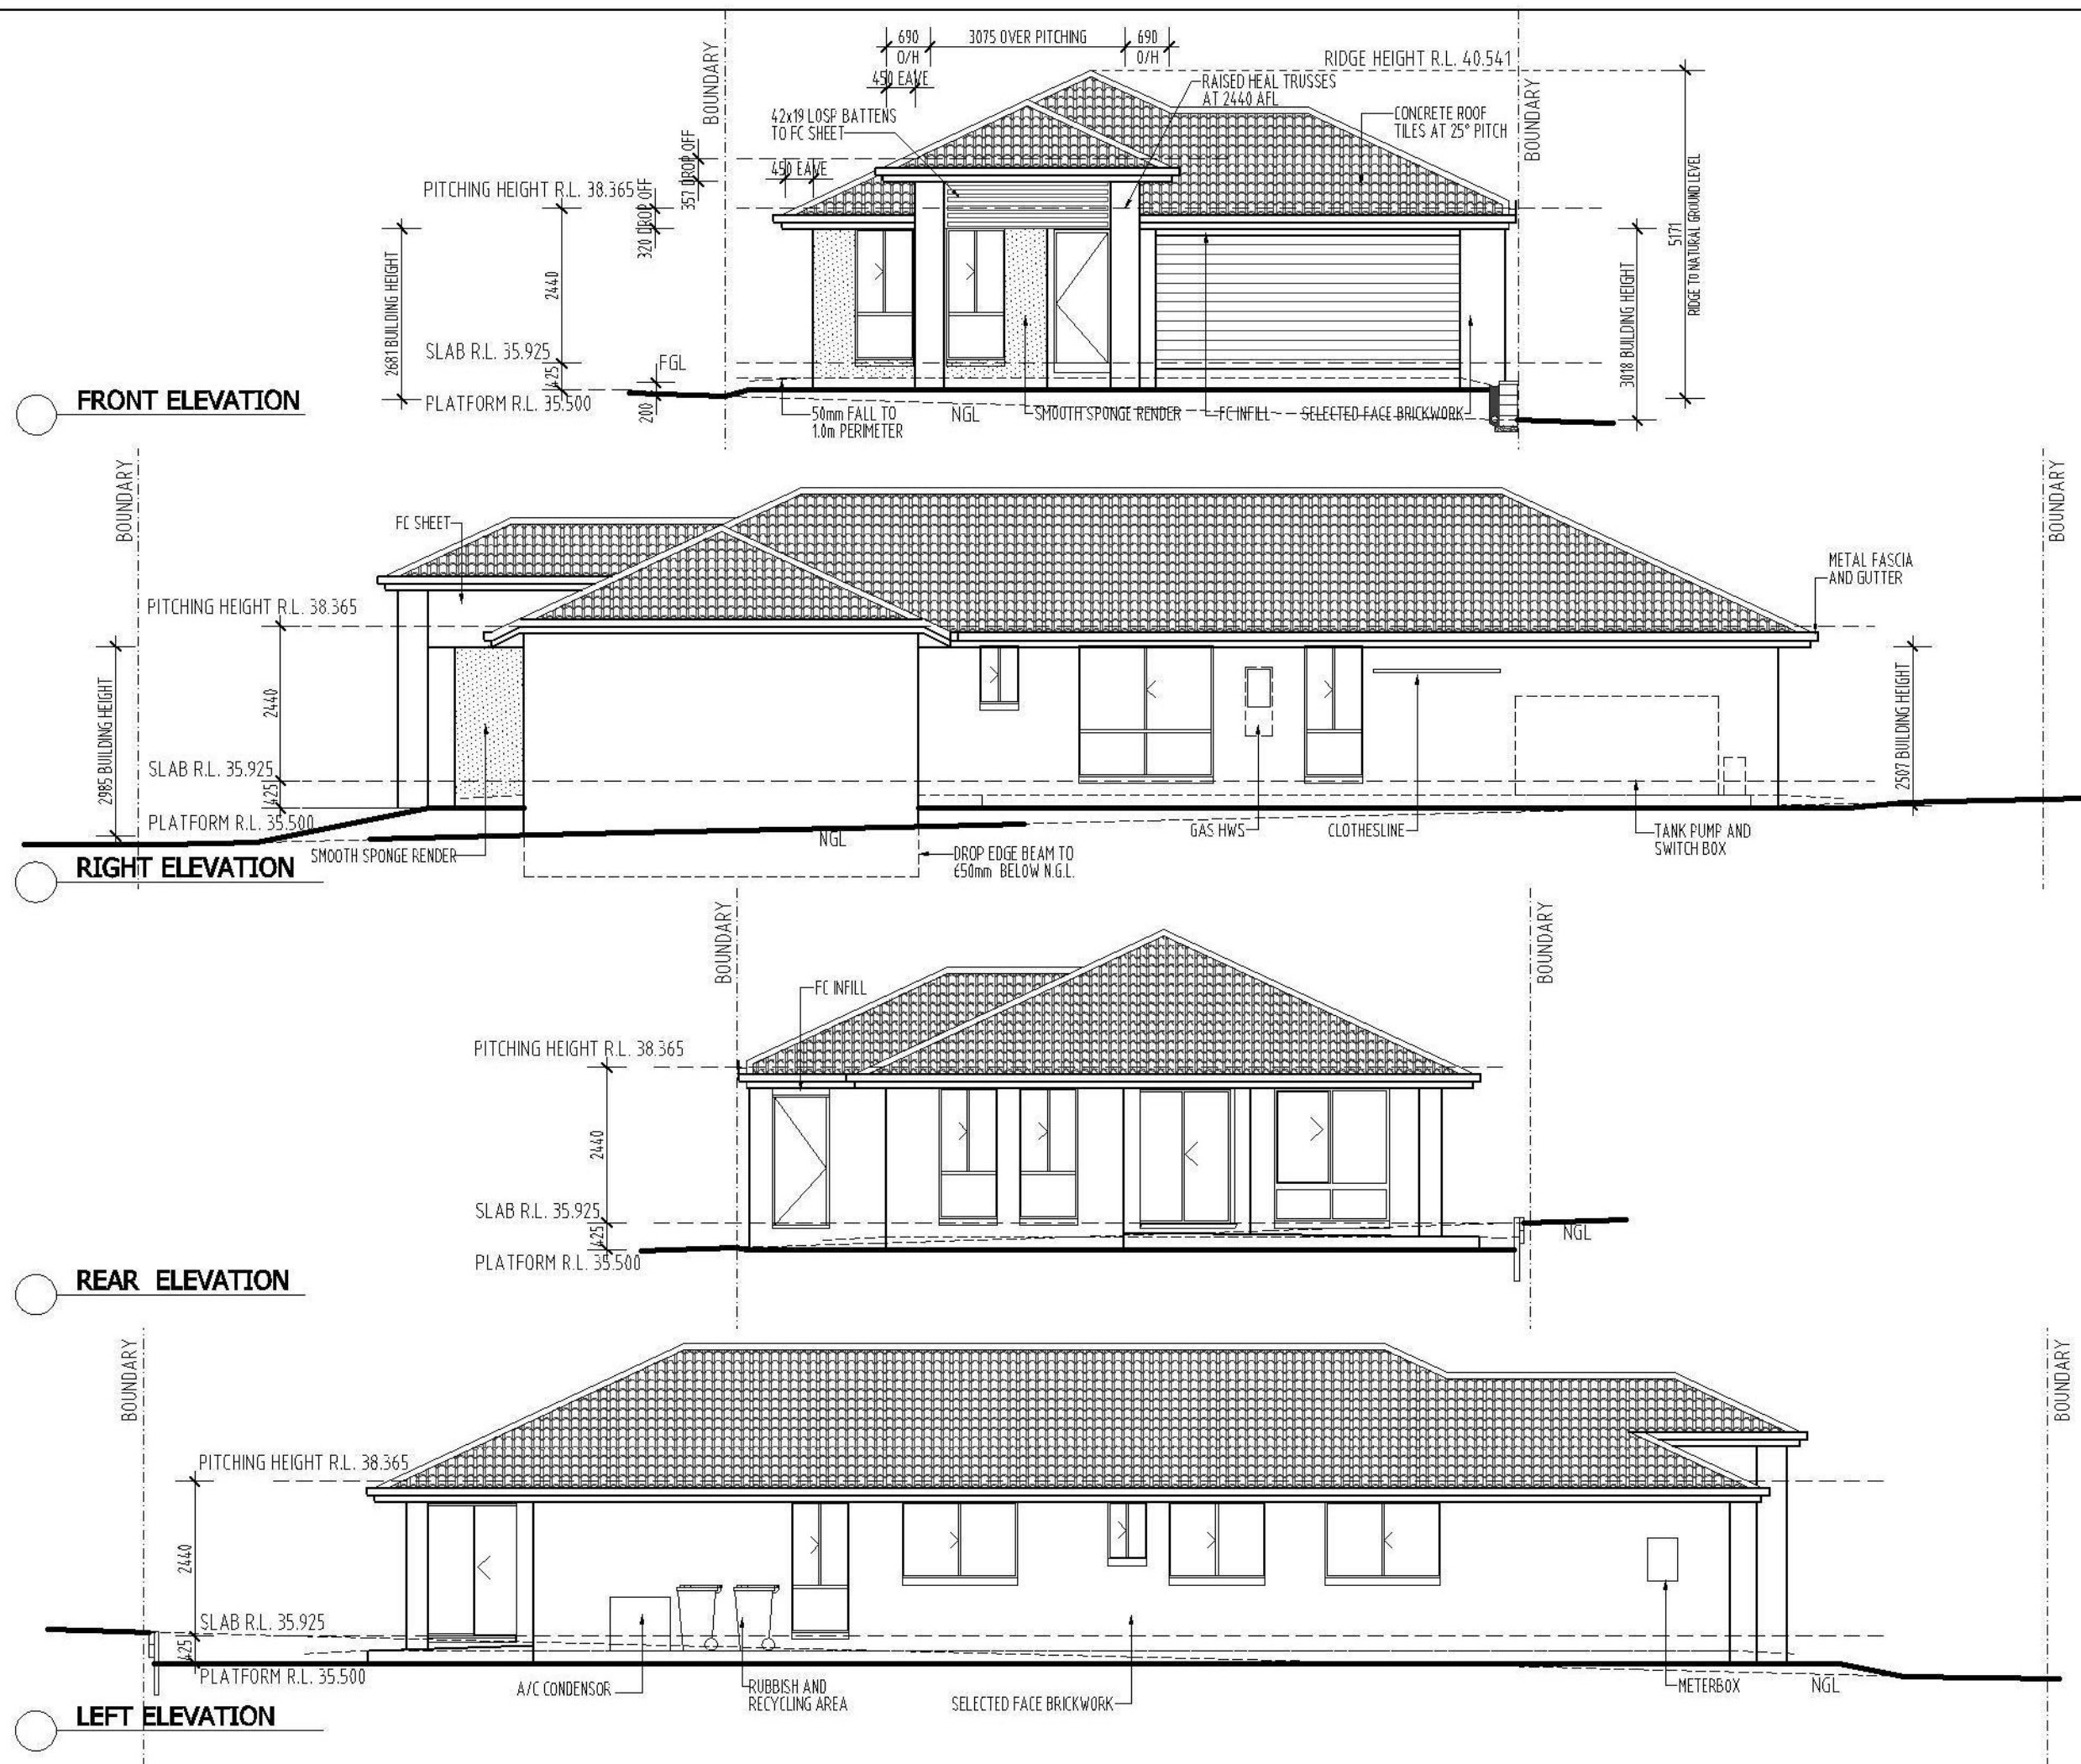 BOUNDARY
690
O/H
3075 OVER PITCHING
690
O/H
450 EAVE
RIDGE HEIGHT R.L. 40.541
BOUNDARY
RAISED HEAL TRUSSES
AT 2440 AFL
42x19 LOSP BATTENS
TO FC SHEET
CONCRETE ROOF
TILES AT 25° PITCH
450 EAVE
357 DROP OFF
PITCHING HEIGHT R.L. 38.365
320 DROP OFF
2681 BUILDING HEIGHT
2440
5171
RIDGE TO NATURAL GROUND LEVEL
3018 BUILDING HEIGHT
SLAB R.L. 35.925
425
FGL
PLATFORM R.L. 35.500
200
50mm FALL TO
1.0m PERIMETER
NGL
SMOOTH SPONGE RENDER
FC INFILL
SELECTED FACE BRICKWORK
FRONT ELEVATION
BOUNDARY
BOUNDARY
FC SHEET
METAL FASCIA
AND GUTTER
PITCHING HEIGHT R.L. 38.365
2985 BUILDING HEIGHT
2440
2507 BUILDING HEIGHT
SLAB R.L. 35.925
425
PLATFORM R.L. 35.500
SMOOTH SPONGE RENDER
NGL
DROP EDGE BEAM TO
650mm BELOW N.G.L.
GAS HWS
CLOTHESLINE
TANK PUMP AND
SWITCH BOX
RIGHT ELEVATION
BOUNDARY
BOUNDARY
FC INFILL
PITCHING HEIGHT R.L. 38.365
2440
SLAB R.L. 35.925
425
PLATFORM R.L. 35.500
NGL
REAR ELEVATION
BOUNDARY
BOUNDARY
PITCHING HEIGHT R.L. 38.365
2440
SLAB R.L. 35.925
425
PLATFORM R.L. 35.500
A/C CONDENSOR
RUBBISH AND
RECYCLING AREA
SELECTED FACE BRICKWORK
METERBOX
NGL
LEFT ELEVATION